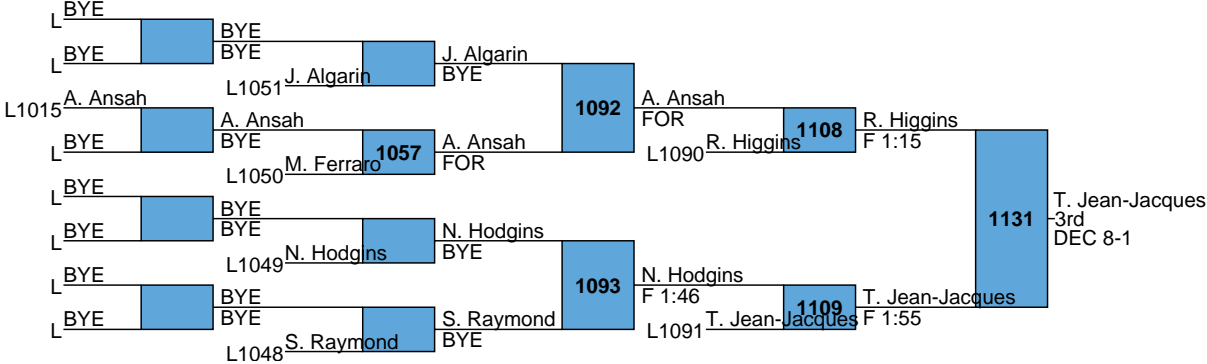 L BYE
L BYE
BYE
BYE
L1051 J. Algarin
J. Algarin
BYE
L1015 A. Ansah
L BYE
A. Ansah
BYE
L1050 M. Ferraro
1057
A. Ansah
FOR
1092
A. Ansah
FOR
L1090 R. Higgins
1108
R. Higgins
F 1:15
L BYE
L BYE
BYE
BYE
L1049 N. Hodgins
N. Hodgins
BYE
L BYE
L BYE
BYE
BYE
L1048 S. Raymond
S. Raymond
BYE
1093
N. Hodgins
F 1:46
L1091 T. Jean-Jacques
1109
T. Jean-Jacques
F 1:55
1131
T. Jean-Jacques
3rd
DEC 8-1